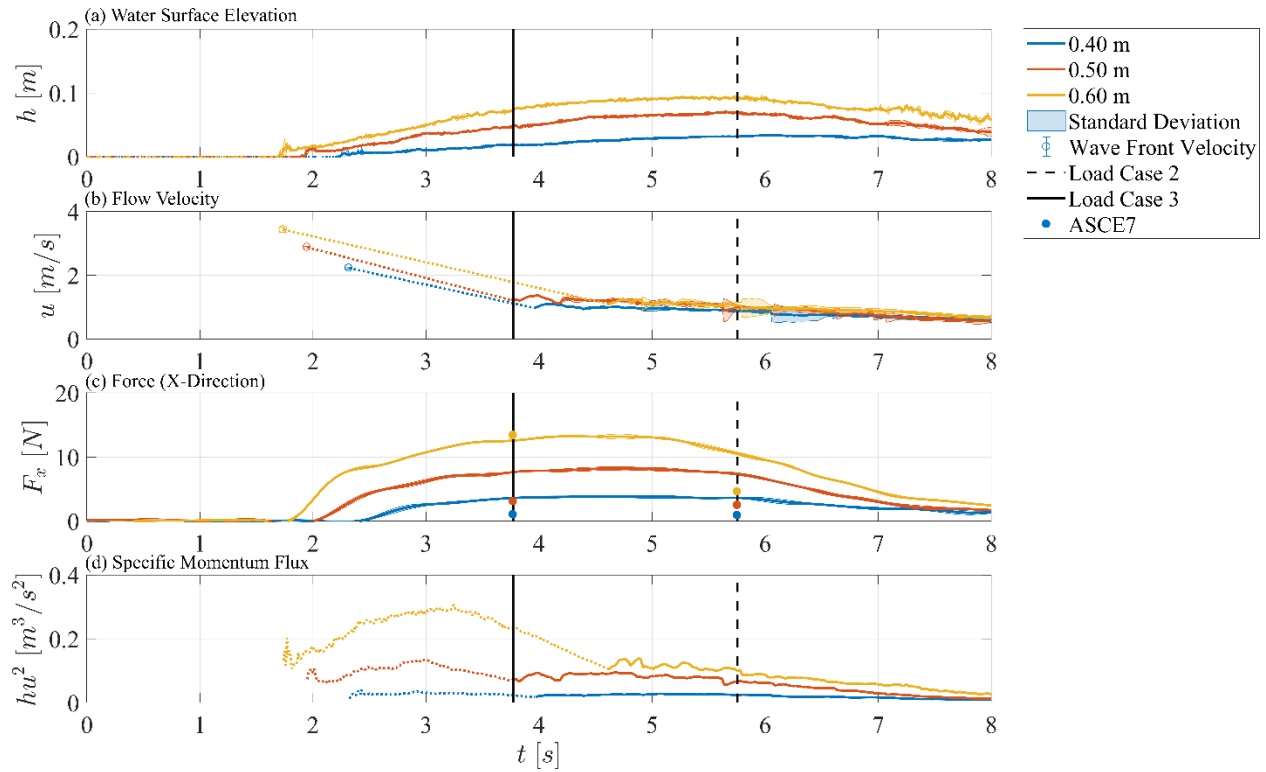 (a) Water Surface Elevation
0.2
0.1
0
h [m]
0 1 2 3 4 5 6 7 8
(b) Flow Velocity
4
2
0
u [m/s]
0 1 2 3 4 5 6 7 8
(c) Force (X-Direction)
20
10
0
F_x [N]
0 1 2 3 4 5 6 7 8
(d) Specific Momentum Flux
0.4
0.2
0
hu² [m³/s²]
0 1 2 3 4 5 6 7 8
t [s]
0.40 m
0.50 m
0.60 m
Standard Deviation
Wave Front Velocity
Load Case 2
Load Case 3
ASCE7